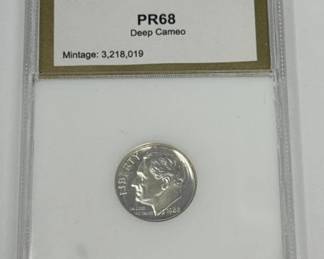 PR68
Deep Cameo
Mintage: 3,218,019
LIBERTY